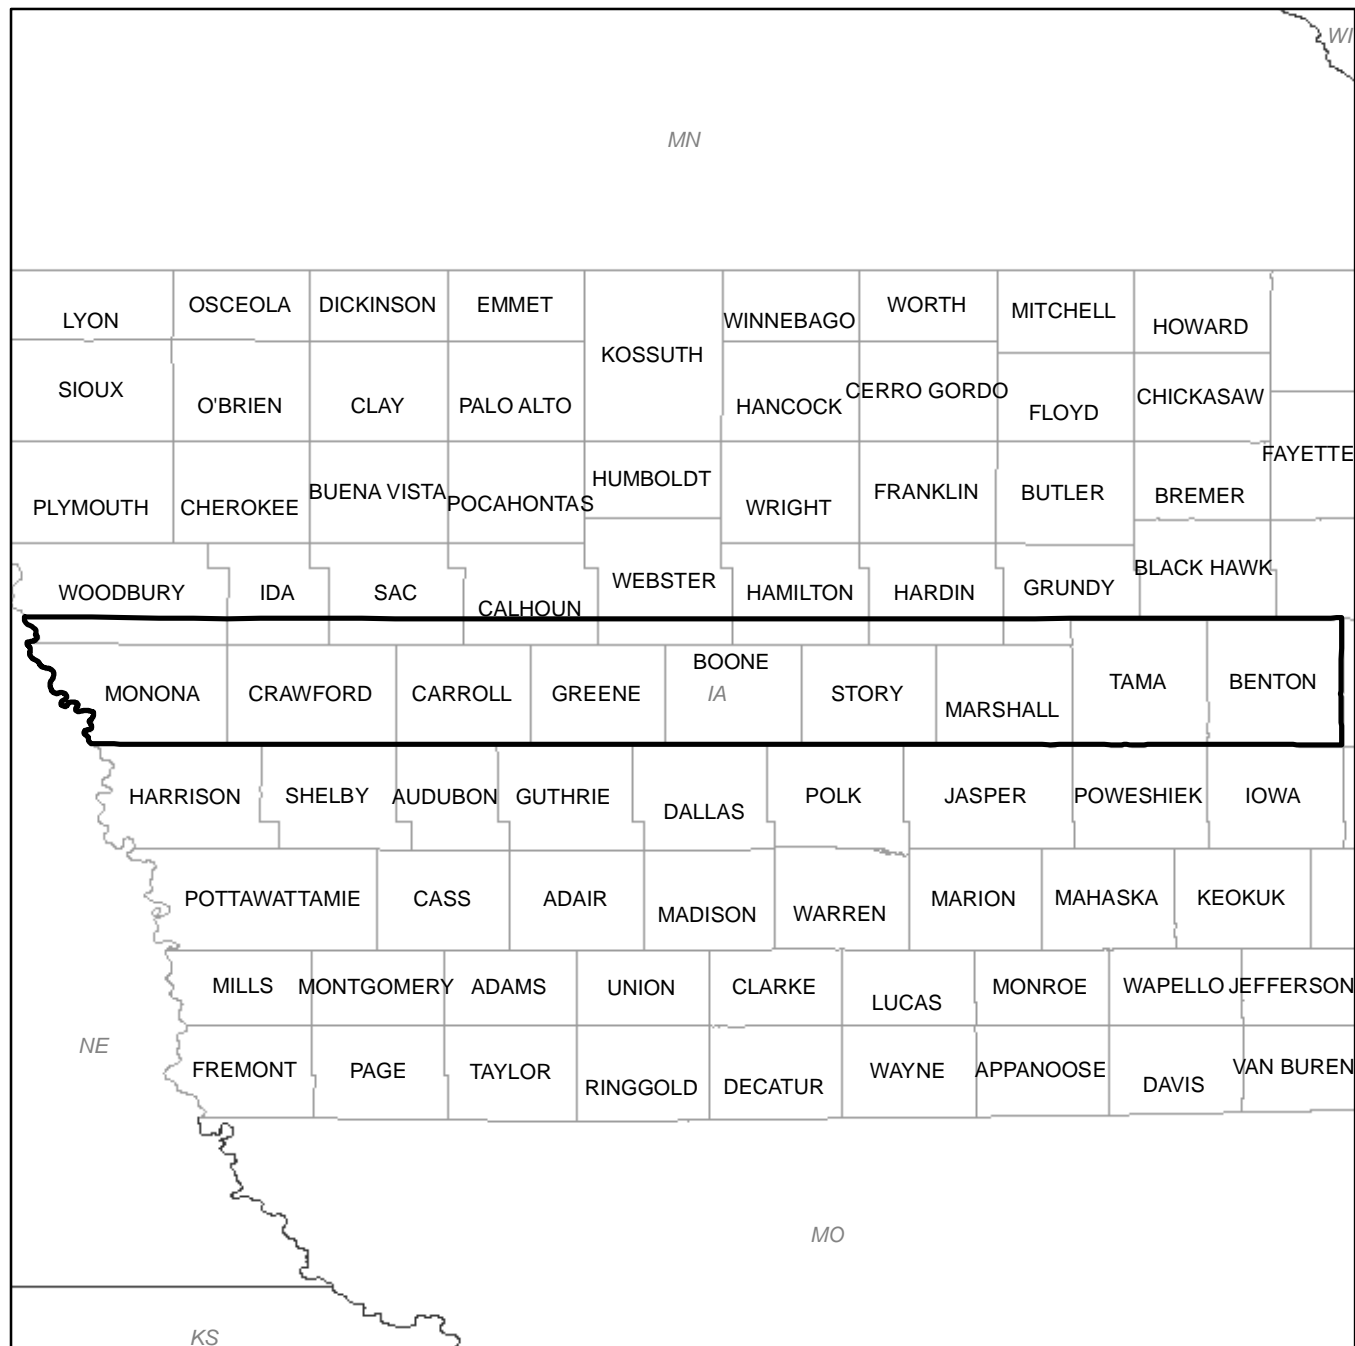 WI
MN
OSCEOLA DICKINSON EMMET WORTH
LYON WINNEBAGO MITCHELL HOWARD
KOSSUTH
SIOUX O'BRIEN CLAY PALO ALTO HANCOCK CERRO GORDO FLOYD CHICKASAW
FAYETTE
PLYMOUTH CHEROKEE BUENA VISTA POCAHONTAS HUMBOLDT WRIGHT FRANKLIN BUTLER BREMER
WOODBURY IDA SAC CALHOUN WEBSTER HAMILTON HARDIN GRUNDY BLACK HAWK
MONONA CRAWFORD CARROLL GREENE BOONE STORY MARSHALL TAMA BENTON
IA
HARRISON SHELBY AUDUBON GUTHRIE DALLAS POLK JASPER POWESHIEK IOWA
POTTAWATTAMIE CASS ADAIR MADISON WARREN MARION MAHASKA KEOKUK
MILLS MONTGOMERY ADAMS UNION CLARKE LUCAS MONROE WAPELLO JEFFERSON
NE
FREMONT PAGE TAYLOR RINGGOLD DECATUR WAYNE APPANOOSE DAVIS VAN BUREN
MO
KS